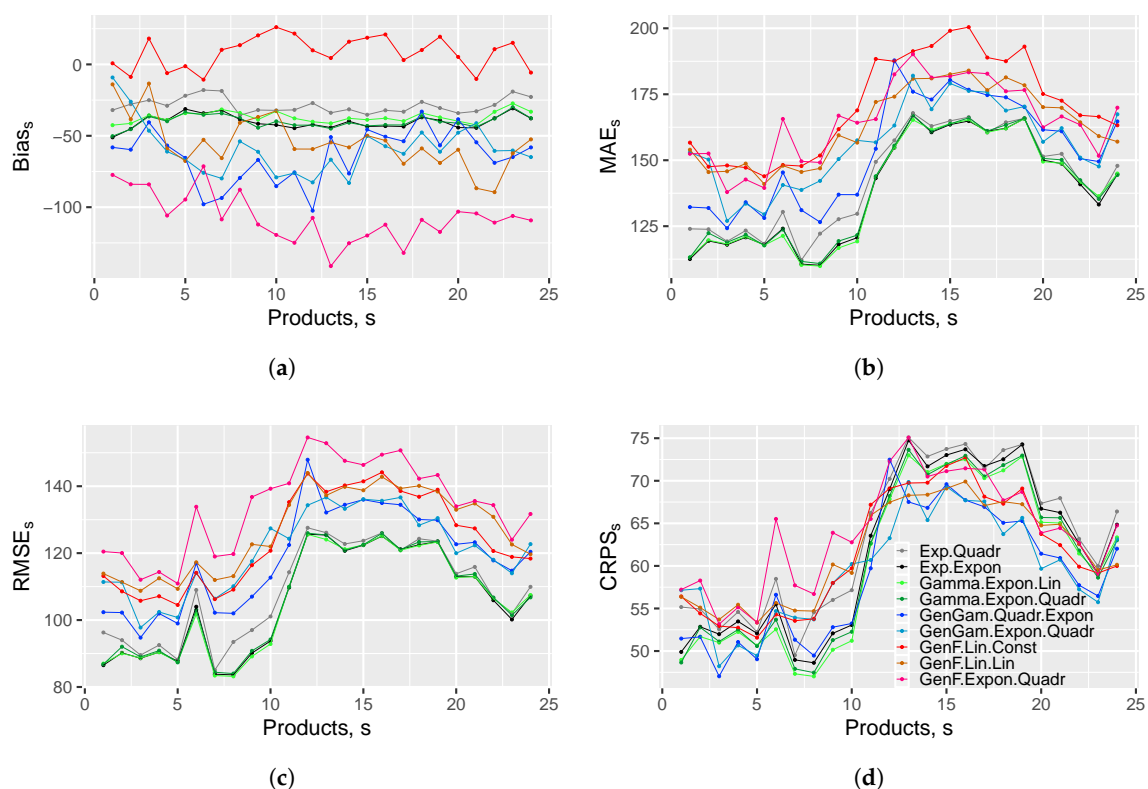 0
−50
−100
Bias_s
0
5
10
15
20
25
Products, s
(a)
200
175
150
125
MAE_s
0
5
10
15
20
25
Products, s
(b)
140
120
100
80
RMSE_s
0
5
10
15
20
25
Products, s
(c)
75
70
65
60
55
50
CRPS_s
0
5
10
15
20
25
Products, s
Exp.Quadr
Exp.Expon
Gamma.Expon.Lin
Gamma.Expon.Quadr
GenGam.Quadr.Expon
GenGam.Expon.Quadr
GenF.Lin.Const
GenF.Lin.Lin
GenF.Expon.Quadr
(d)